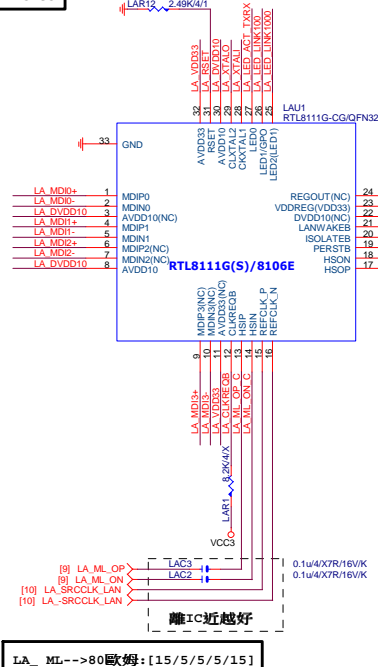 LAR12 2.49K/4/1
LA_VDD33
LA_RSET
LA_DVDD10
LA_XTALO
LA_XTALI
LA_LED_ACT_TXRX
LA_LED_LINK100
LA_LED_LINK1000
32
31
30
29
28
27
26
25
LAU1
RTL8111G-CG/QFN32
33 GND
AVDD33
RSET
AVDD10
CLXTAL2
CKXTAL1
LED0
LED1/GPO
LED2(LED1)
LA_MDI0+ 1 MDIP0
LA_MDI0- 2 MDIN0
LA_DVDD10 3 AVDD10(NC)
LA_MDI1+ 4 MDIP1
LA_MDI1- 5 MDIN1
LA_MDI2+ 6 MDIP2(NC)
LA_MDI2- 7 MDIN2(NC)
LA_DVDD10 8 AVDD10
REGOUT(NC) 24
VDDREG(VDD33) 23
DVDD10(NC) 22
LANWAKEB 21
ISOLATEB 20
PERSTB 19
HSON 18
HSOP 17
RTL8111G(S)/8106E
MDIP3(NC)
MDIN3(NC)
AVDD33(NC)
CLKREQB
HSIP
HSIN
REFCLK_P
REFCLK_N
9
10
11
12
13
14
15
16
LA_MDI3+
LA_MDI3-
LA_VDD33
LA_CLKREQB
LA_ML_OP_C
LA_ML_ON_C
LAR1 8.2K/4/X
VCC3
[9] LA_ML_OP LAC3 0.1u/4/X7R/16V/K
[9] LA_ML_ON LAC2 0.1u/4/X7R/16V/K
[10] LA_SRCCLK_LAN
[10] LA_-SRCCLK_LAN
離IC近越好
LA_ ML-->80歐姆:[15/5/5/5/15]